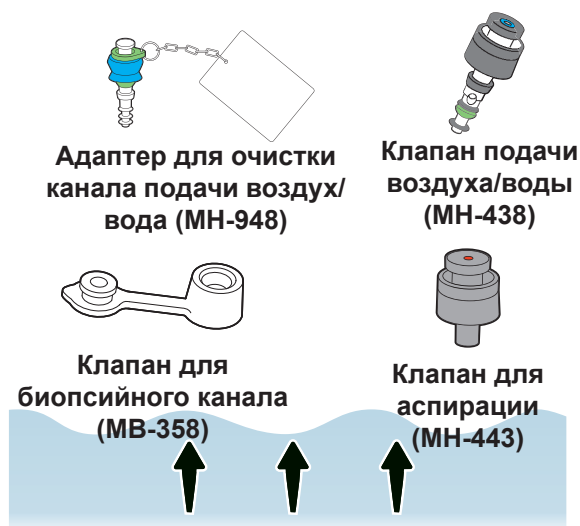 Адаптер для очистки
канала подачи воздух/
вода (MH-948)
Клапан подачи
воздуха/воды
(MH-438)
Клапан для
биопсийного канала
(MB-358)
Клапан для
аспирации
(MH-443)